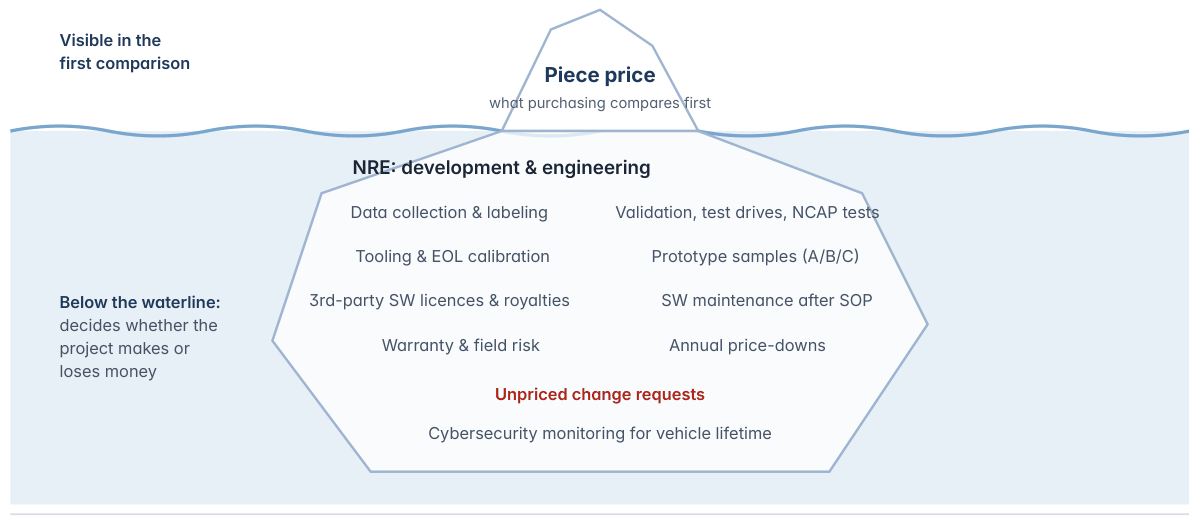 Visible in the
first comparison
Piece price
what purchasing compares first
NRE: development & engineering
Data collection & labeling
Validation, test drives, NCAP tests
Tooling & EOL calibration
Prototype samples (A/B/C)
3rd-party SW licences & royalties
SW maintenance after SOP
Warranty & field risk
Annual price-downs
Unpriced change requests
Cybersecurity monitoring for vehicle lifetime
Below the waterline:
decides whether the
project makes or
loses money